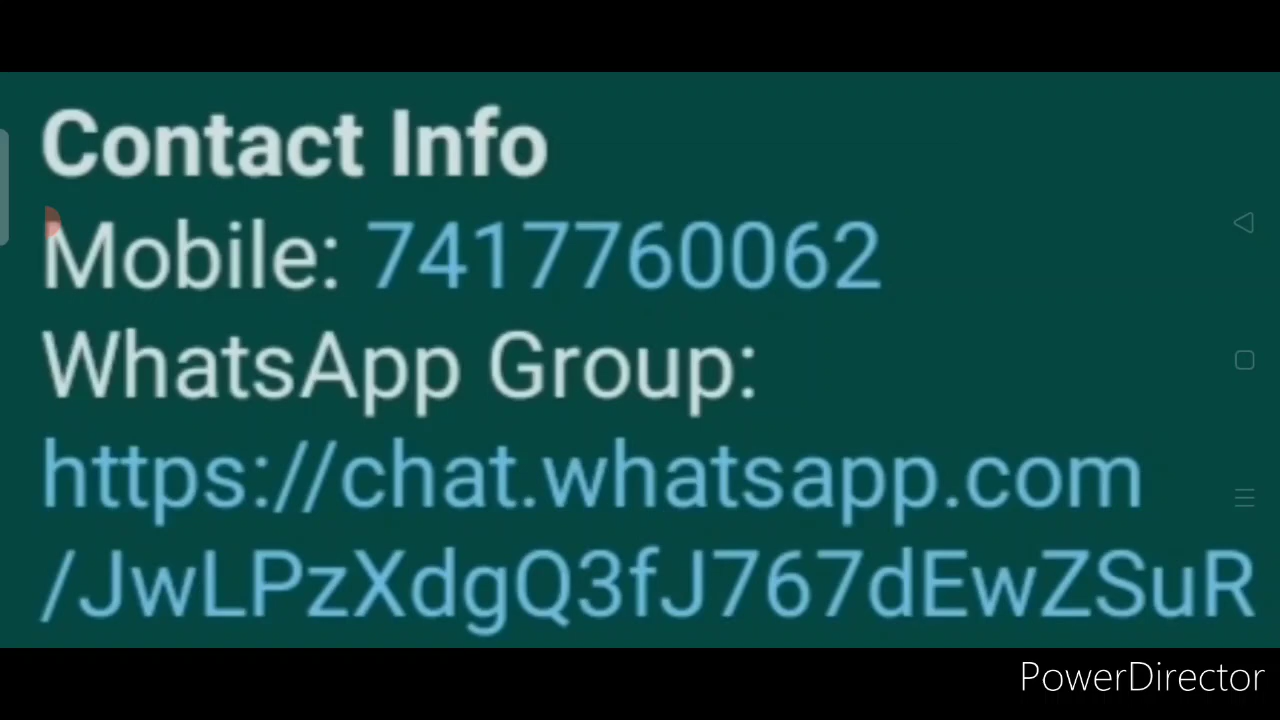 Contact Info
Mobile: 7417760062
WhatsApp Group:
https://chat.whatsapp.com
/JwLPzXdgQ3fJ767dEwZSuR
PowerDirector